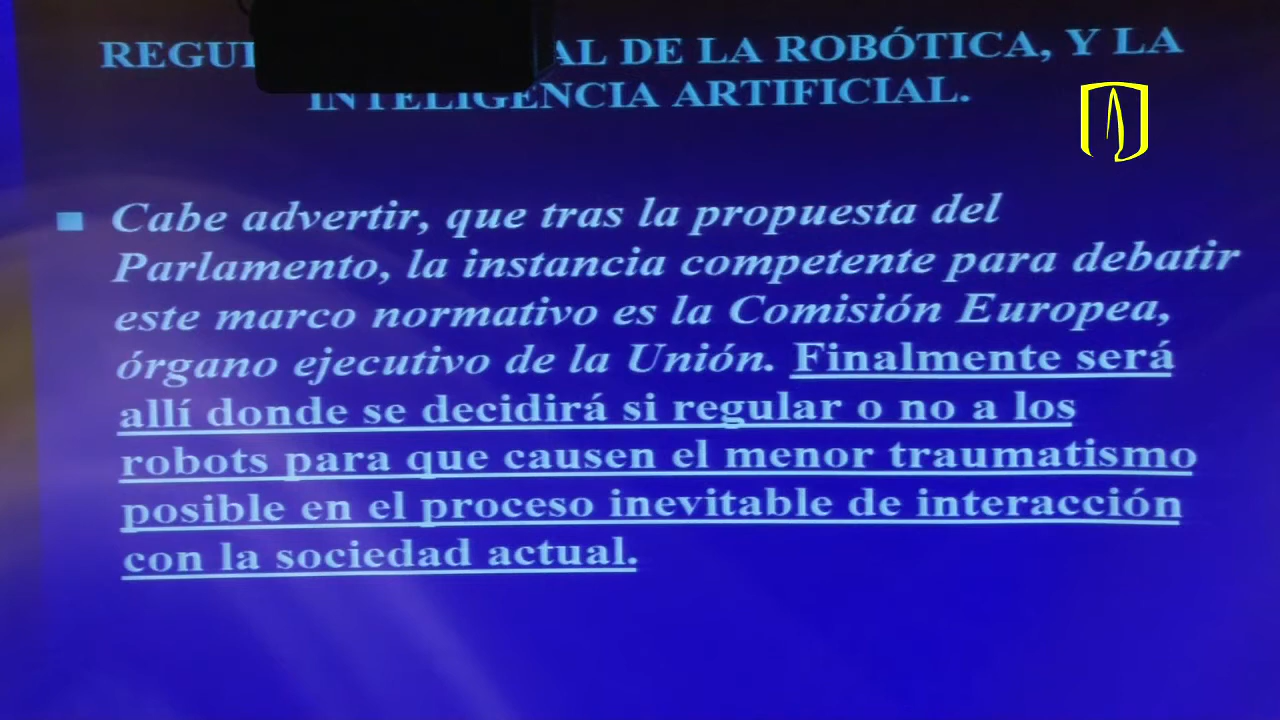 AL DE LA ROBÓTICA, Y LA
INTELIGENCIA ARTIFICIAL.
Cabe advertir, que tras la propuesta del
Parlamento, la instancia competente para debatir
este marco normativo es la Comisión Europea,
órgano ejecutivo de la Unión. Finalmente será
allí donde se decidirá si regular o no a los
robots para que causen el menor traumatismo
posible en el proceso inevitable de interacción
con la sociedad actual.